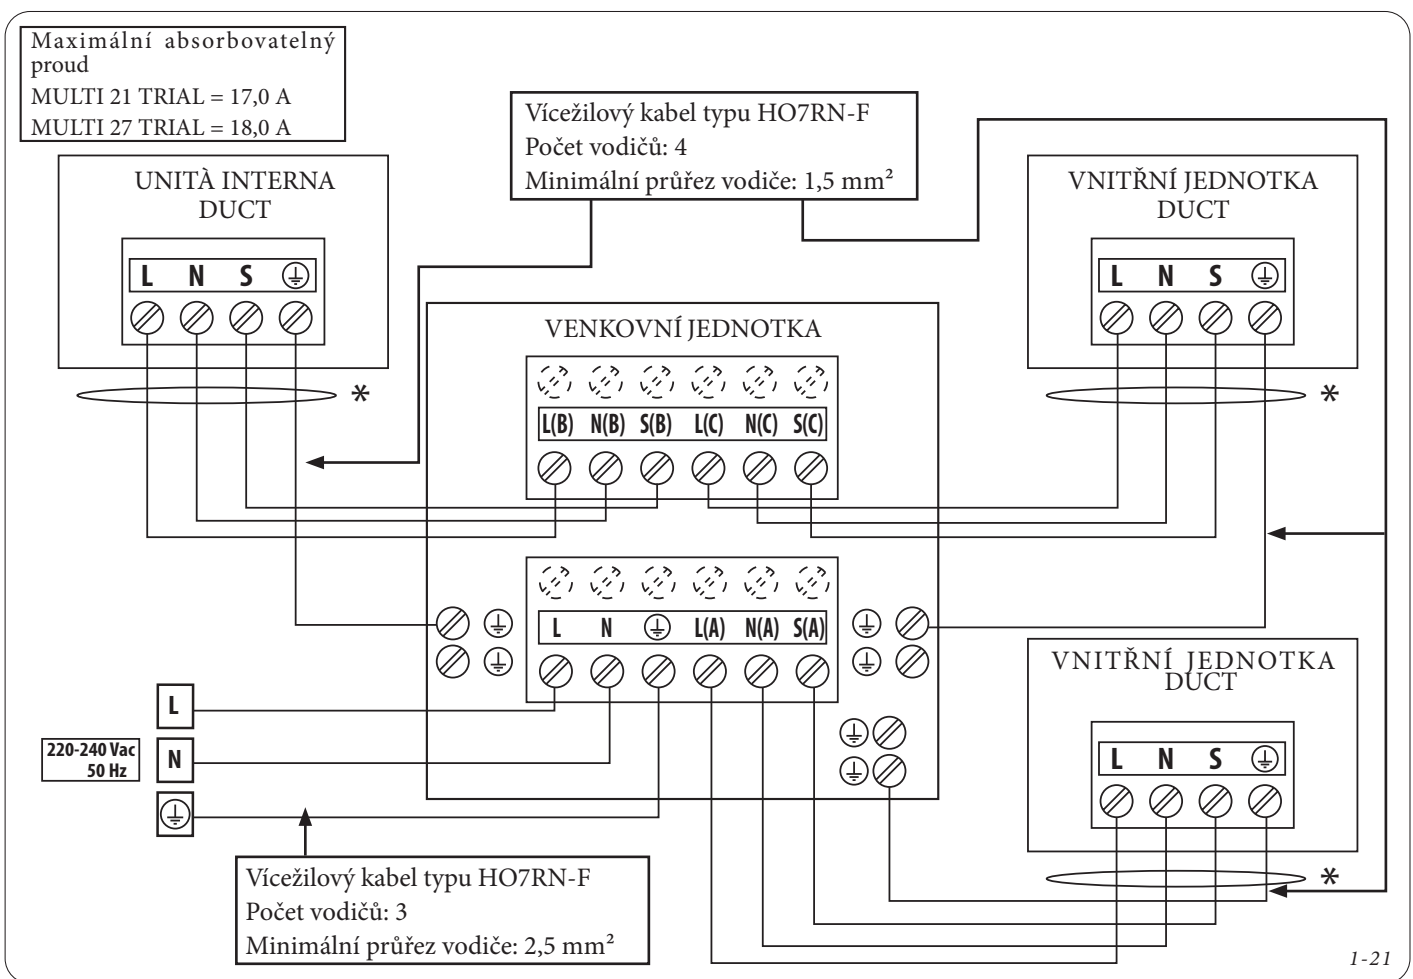 Maximální absorbovatelný
proud
MULTI 21 TRIAL = 17,0 A
MULTI 27 TRIAL = 18,0 A
Vícežilový kabel typu HO7RN-F
Počet vodičů: 4
Minimální průřez vodiče: 1,5 mm²
UNITÀ INTERNA
DUCT
L N S
VNITŘNÍ JEDNOTKA
DUCT
L N S
*
*
VENKOVNÍ JEDNOTKA
L(B) N(B) S(B) L(C) N(C) S(C)
L N L(A) N(A) S(A)
VNITŘNÍ JEDNOTKA
DUCT
L N S
*
L
220-240 Vac
50 Hz
N
Vícežilový kabel typu HO7RN-F
Počet vodičů: 3
Minimální průřez vodiče: 2,5 mm²
1-21